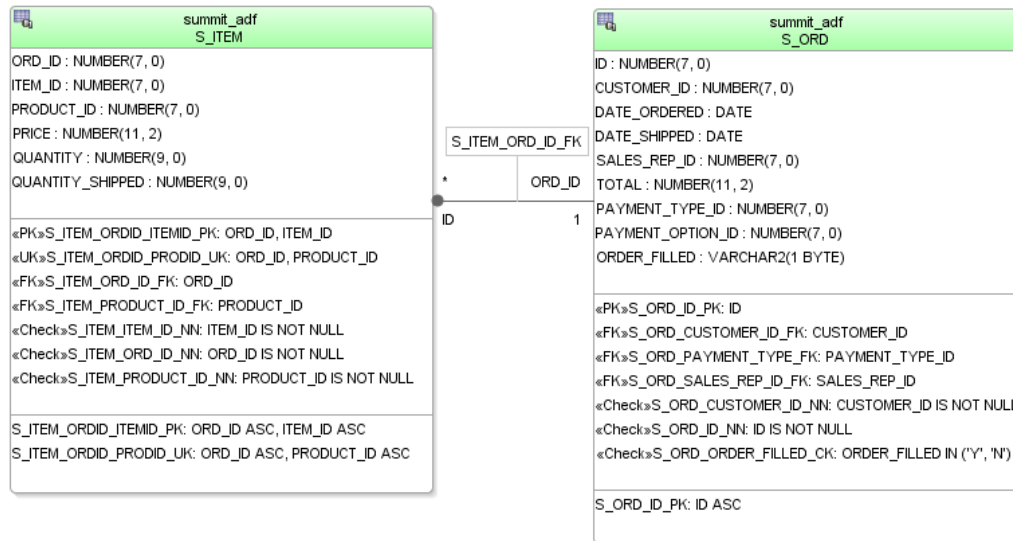 summit_adf
S_ITEM
ORD_ID : NUMBER(7, 0)
ITEM_ID : NUMBER(7, 0)
PRODUCT_ID : NUMBER(7, 0)
PRICE : NUMBER(11, 2)
QUANTITY : NUMBER(9, 0)
QUANTITY_SHIPPED : NUMBER(9, 0)
«PK»S_ITEM_ORDID_ITEMID_PK: ORD_ID, ITEM_ID
«UK»S_ITEM_ORDID_PRODID_UK: ORD_ID, PRODUCT_ID
«FK»S_ITEM_ORD_ID_FK: ORD_ID
«FK»S_ITEM_PRODUCT_ID_FK: PRODUCT_ID
«Check»S_ITEM_ITEM_ID_NN: ITEM_ID IS NOT NULL
«Check»S_ITEM_ORD_ID_NN: ORD_ID IS NOT NULL
«Check»S_ITEM_PRODUCT_ID_NN: PRODUCT_ID IS NOT NULL
S_ITEM_ORDID_ITEMID_PK: ORD_ID ASC, ITEM_ID ASC
S_ITEM_ORDID_PRODID_UK: ORD_ID ASC, PRODUCT_ID ASC
S_ITEM_ORD_ID_FK
* ORD_ID
ID 1
summit_adf
S_ORD
ID : NUMBER(7, 0)
CUSTOMER_ID : NUMBER(7, 0)
DATE_ORDERED : DATE
DATE_SHIPPED : DATE
SALES_REP_ID : NUMBER(7, 0)
TOTAL : NUMBER(11, 2)
PAYMENT_TYPE_ID : NUMBER(7, 0)
PAYMENT_OPTION_ID : NUMBER(7, 0)
ORDER_FILLED : VARCHAR2(1 BYTE)
«PK»S_ORD_ID_PK: ID
«FK»S_ORD_CUSTOMER_ID_FK: CUSTOMER_ID
«FK»S_ORD_PAYMENT_TYPE_FK: PAYMENT_TYPE_ID
«FK»S_ORD_SALES_REP_ID_FK: SALES_REP_ID
«Check»S_ORD_CUSTOMER_ID_NN: CUSTOMER_ID IS NOT NULL
«Check»S_ORD_ID_NN: ID IS NOT NULL
«Check»S_ORD_ORDER_FILLED_CK: ORDER_FILLED IN ('Y', 'N')
S_ORD_ID_PK: ID ASC